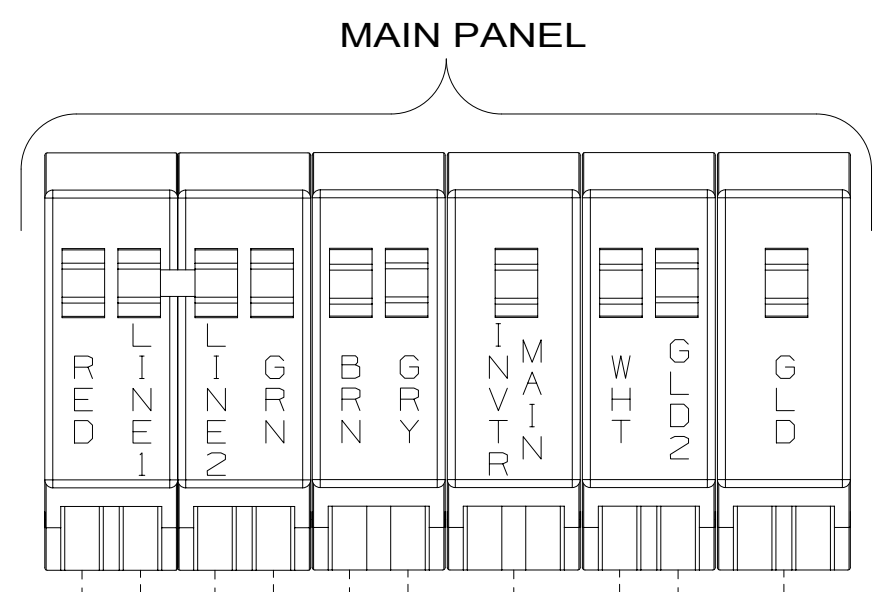 MAIN PANEL
RED
LINE1
LINE2
GRN
BRN
GRY
INVTR
MAIN
WHT
GLD2
GLD